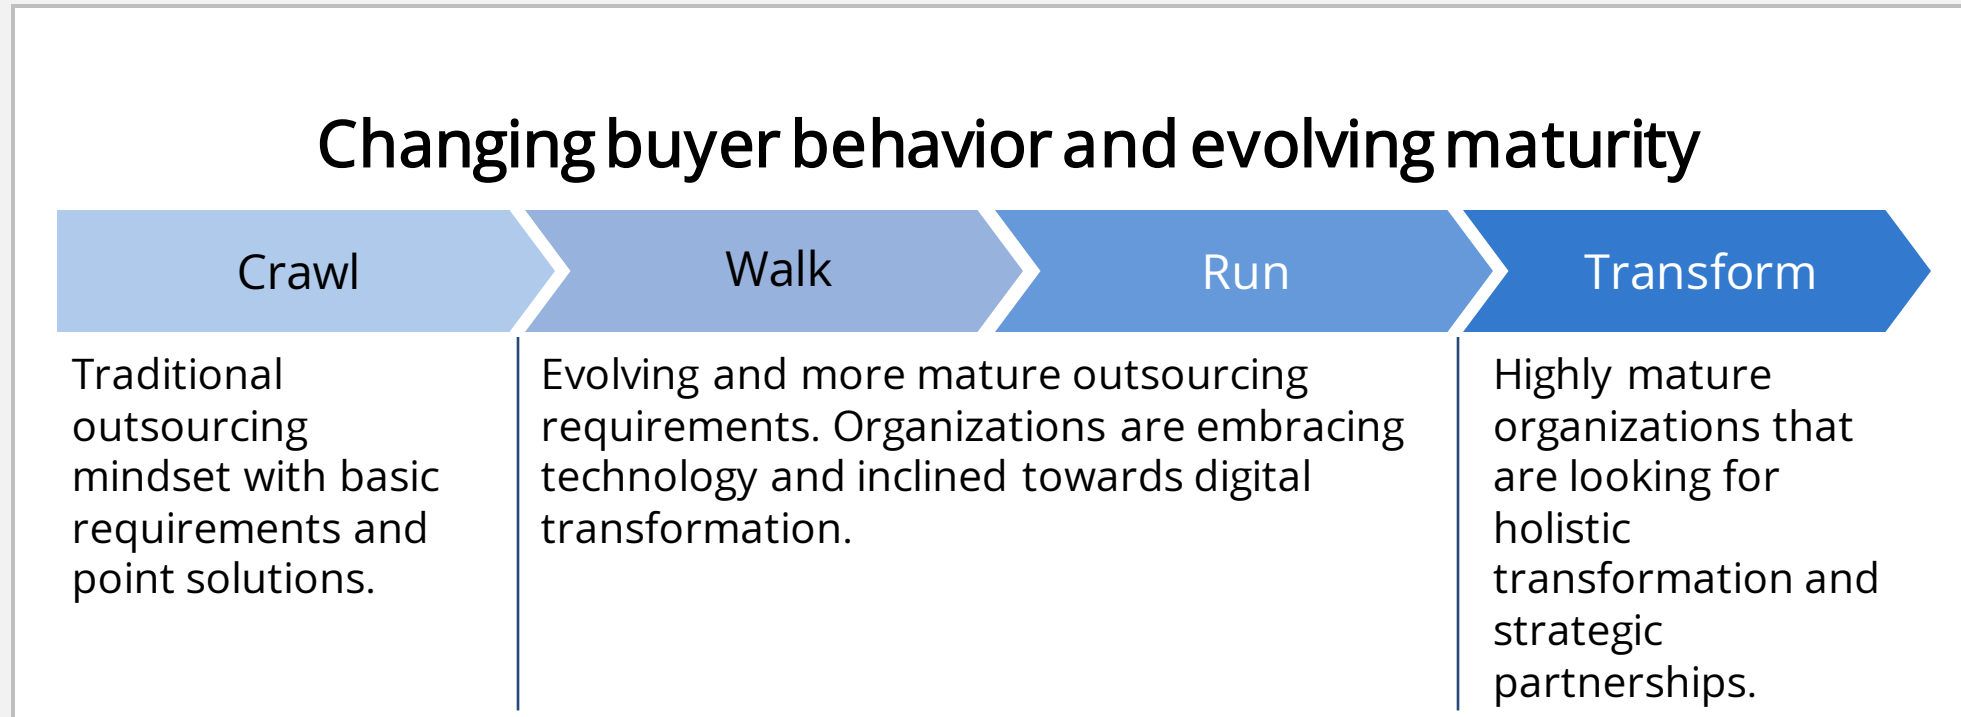 Changing buyer behavior and evolving maturity
Crawl
Walk
Run
Transform
Traditional
outsourcing
mindset with basic
requirements and
point solutions.
Evolving and more mature outsourcing
requirements. Organizations are embracing
technology and inclined towards digital
transformation.
Highly mature
organizations that
are looking for
holistic
transformation and
strategic
partnerships.